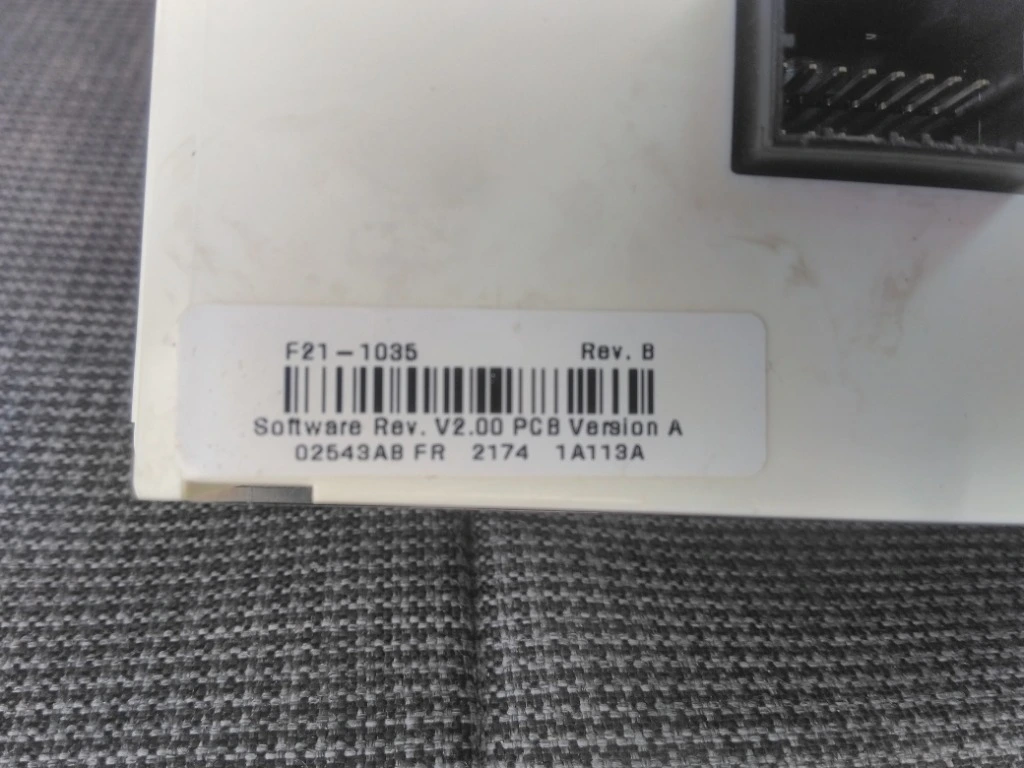 F21-1035 Rev. B
Software Rev. V2.00 PCB Version A
02543AB FR 2174 1A113A